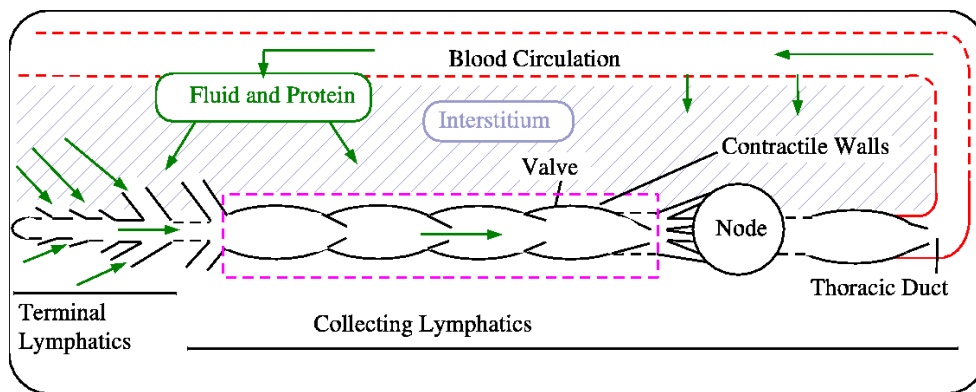 Blood Circulation
Fluid and Protein
Interstitium
Contractile Walls
Valve
Node
Thoracic Duct
Terminal
Lymphatics
Collecting Lymphatics